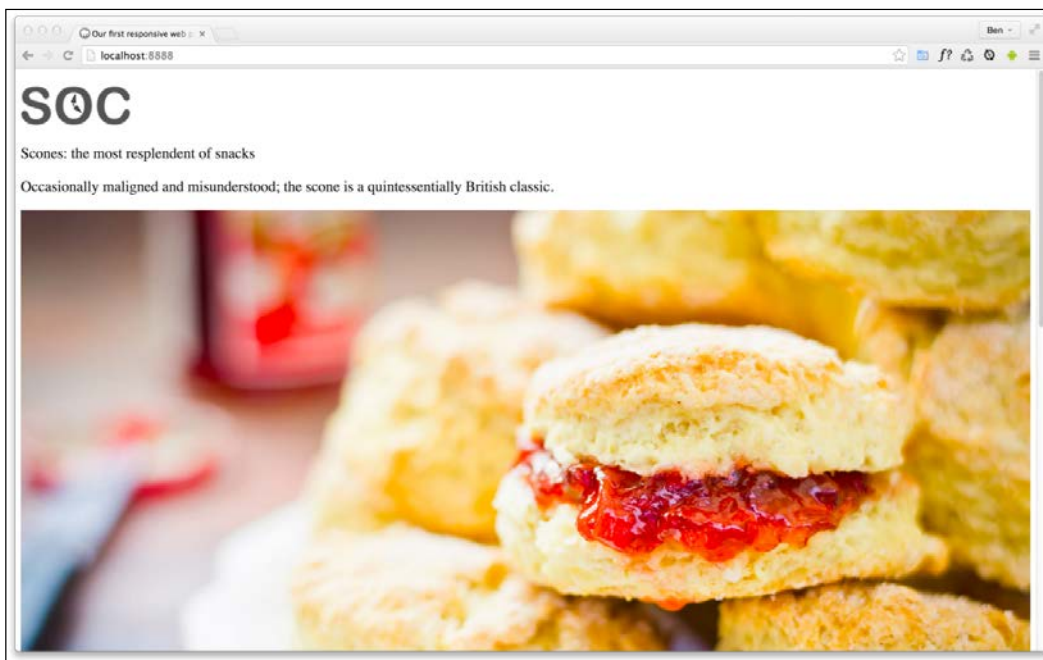 Our first responsive web
Ben
localhost:8888
f?
SOC
Scones: the most resplendent of snacks
Occasionally maligned and misunderstood; the scone is a quintessentially British classic.